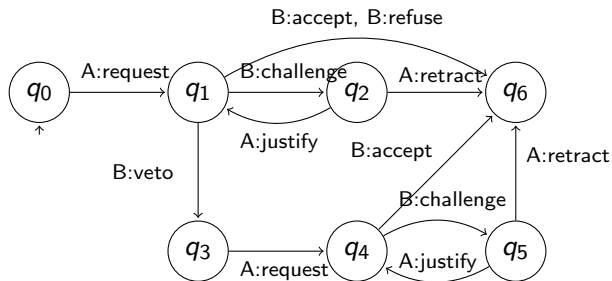 B:accept, B:refuse
A:request
B:challenge
A:retract
q0
q1
q2
q6
A:justify
B:accept
B:veto
A:retract
B:challenge
q3
q4
q5
A:request
A:justify